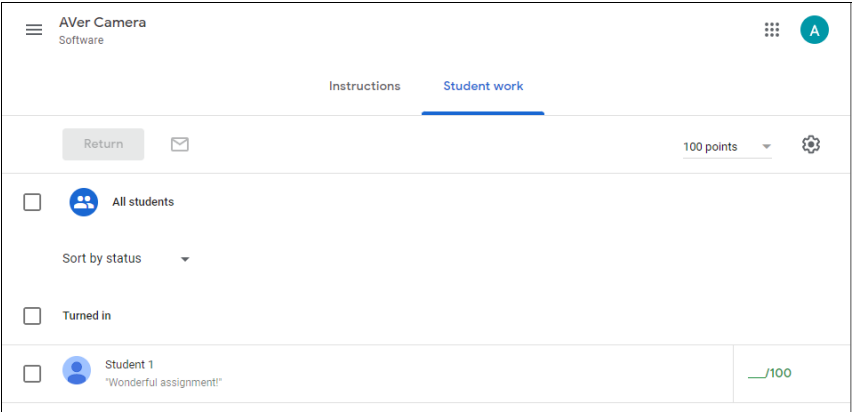 AVer Camera
Software
A
Instructions
Student work
Return
100 points
All students
Sort by status
Turned in
Student 1
"Wonderful assignment!"
__/100